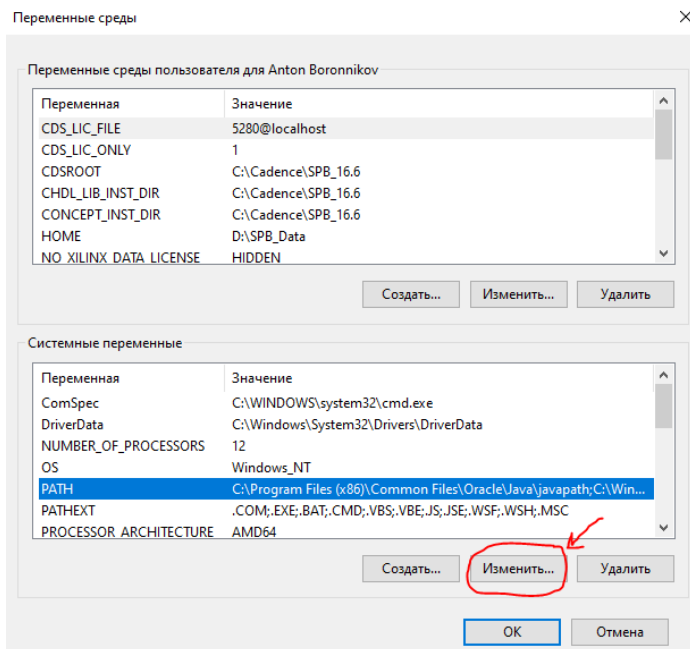 Переменные среды
Переменные среды пользователя для Anton Boronnikov
Переменная Значение
CDS_LIC_FILE 5280@localhost
CDS_LIC_ONLY 1
CDSROOT C:\Cadence\SPB_16.6
CHDL_LIB_INST_DIR C:\Cadence\SPB_16.6
CONCEPT_INST_DIR C:\Cadence\SPB_16.6
HOME D:\SPB_Data
NO_XILINX_DATA_LICENSE HIDDEN
Создать... Изменить... Удалить
Системные переменные
Переменная Значение
ComSpec C:\WINDOWS\system32\cmd.exe
DriverData C:\Windows\System32\Drivers\DriverData
NUMBER_OF_PROCESSORS 12
OS Windows_NT
PATH C:\Program Files (x86)\Common Files\Oracle\Java\javapath;C:\Win...
PATHEXT .COM;.EXE;.BAT;.CMD;.VBS;.VBE;.JS;.JSE;.WSF;.WSH;.MSC
PROCESSOR_ARCHITECTURE AMD64
Создать... Изменить... Удалить
OK Отмена